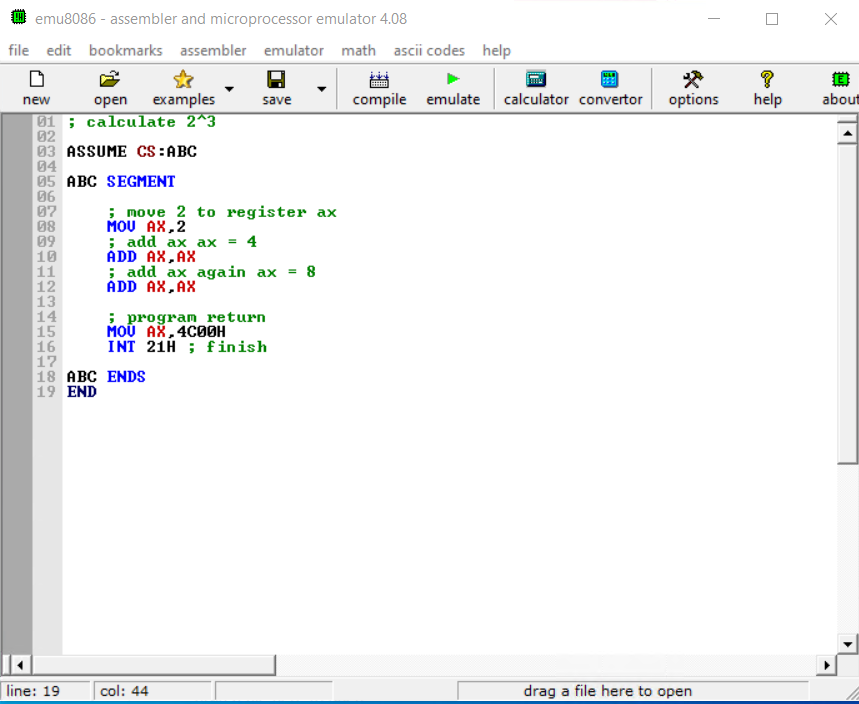 emu8086 - assembler and microprocessor emulator 4.08
file edit bookmarks assembler emulator math ascii codes help
new open examples save compile emulate calculator convertor options help about
01 ; calculate 2^3
02
03 ASSUME CS:ABC
04
05 ABC SEGMENT
06
07 ; move 2 to register ax
08 MOV AX,2
09 ; add ax ax = 4
10 ADD AX,AX
11 ; add ax again ax = 8
12 ADD AX,AX
13
14 ; program return
15 MOV AX,4C00H
16 INT 21H ; finish
17
18 ABC ENDS
19 END
line: 19 col: 44 drag a file here to open